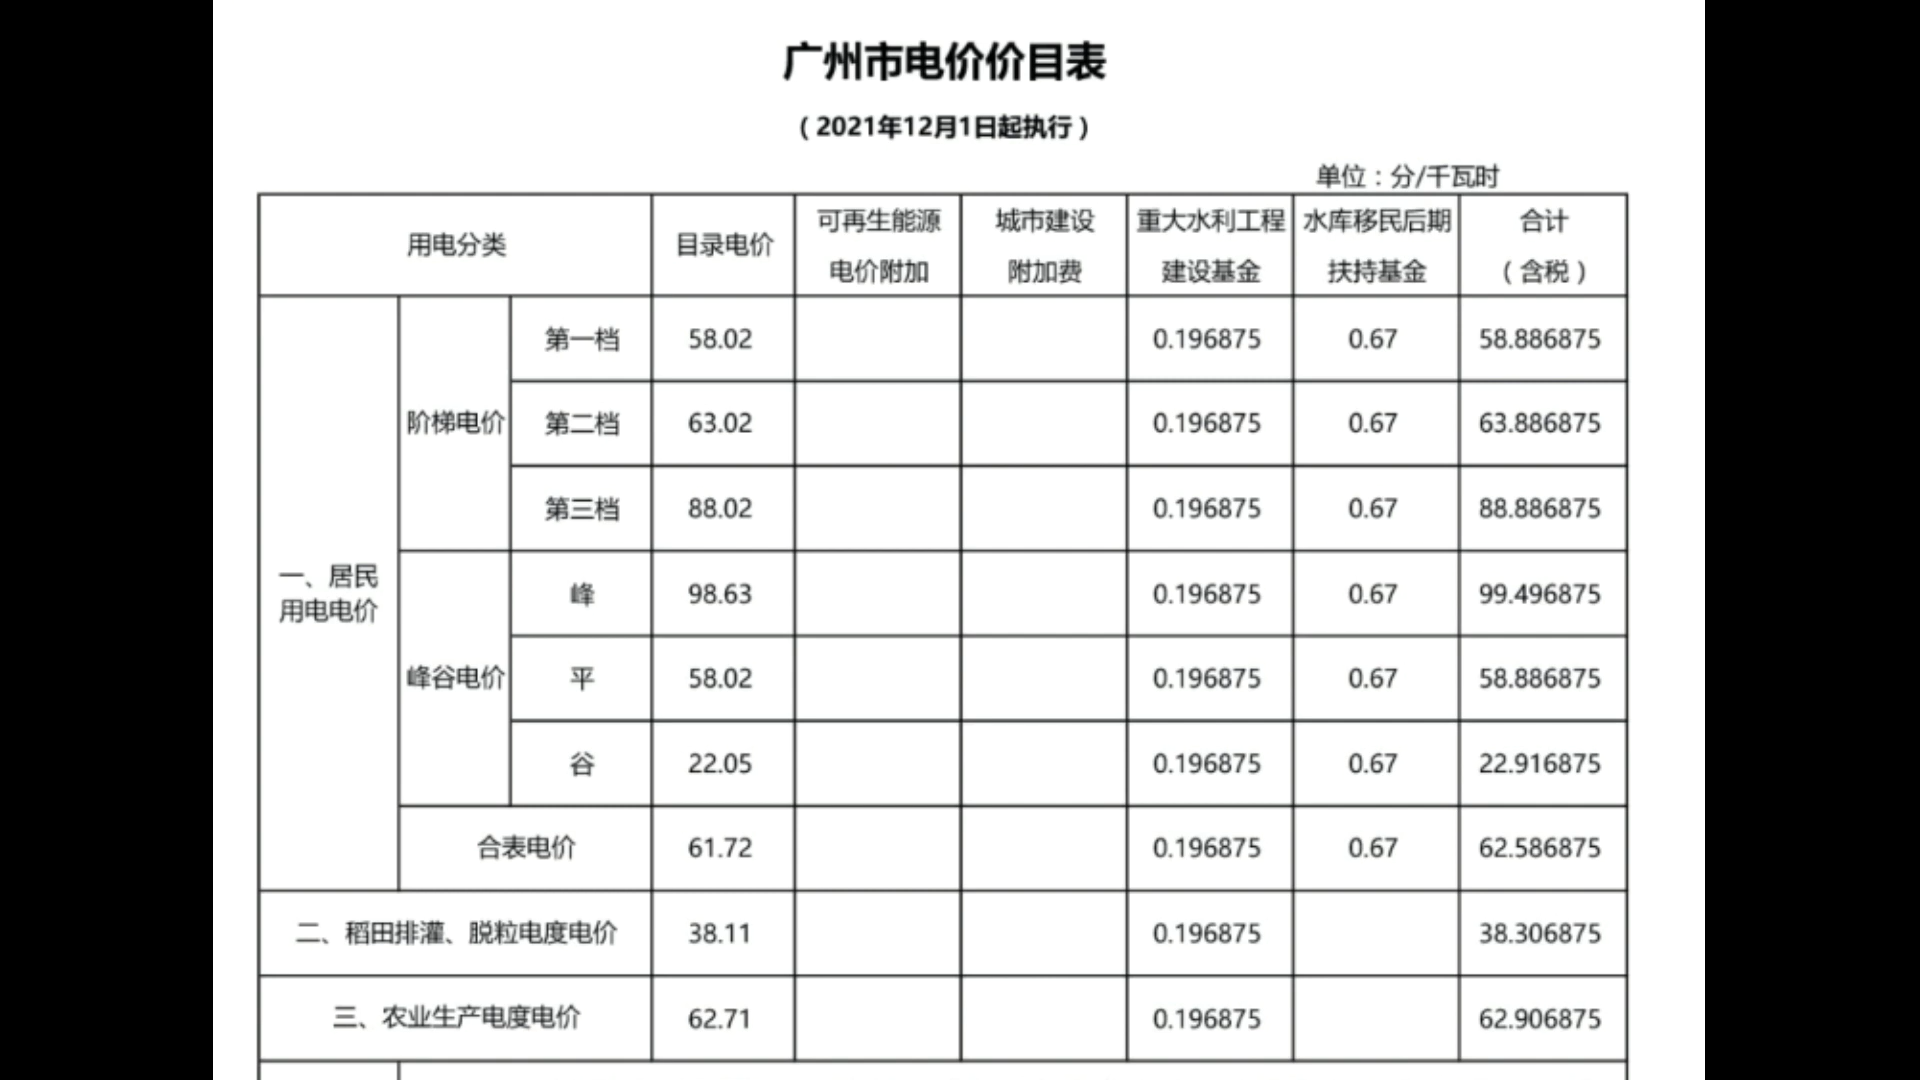 广州市电价价目表
（2021年12月1日起执行）
单位：分/千瓦时
用电分类 目录电价 可再生能源电价附加 城市建设附加费 重大水利工程建设基金 水库移民后期扶持基金 合计（含税）
一、居民用电电价
阶梯电价
第一档 58.02 0.196875 0.67 58.886875
第二档 63.02 0.196875 0.67 63.886875
第三档 88.02 0.196875 0.67 88.886875
峰谷电价
峰 98.63 0.196875 0.67 99.496875
平 58.02 0.196875 0.67 58.886875
谷 22.05 0.196875 0.67 22.916875
合表电价 61.72 0.196875 0.67 62.586875
二、稻田排灌、脱粒电度电价 38.11 0.196875 38.306875
三、农业生产电度电价 62.71 0.196875 62.906875